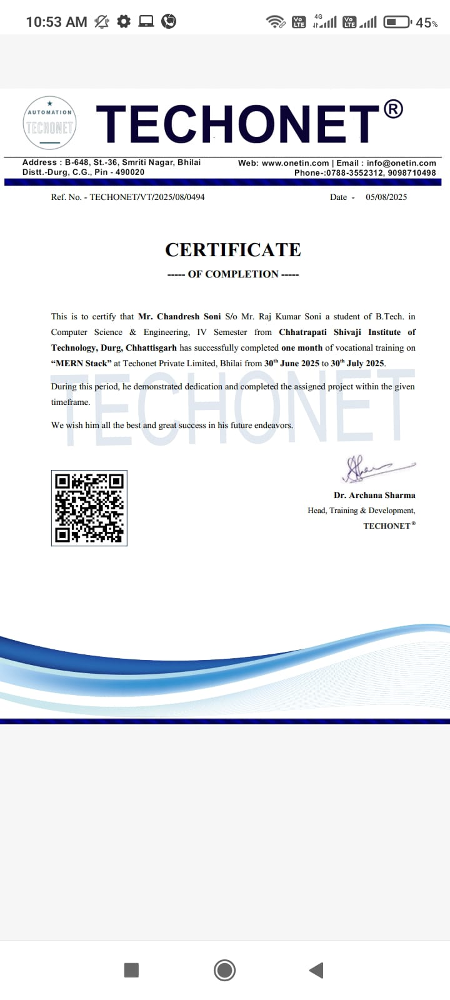 10:53 AM
Vo LTE 4G Vo LTE 45%
AUTOMATION
TECHONET
TECHONET®
Address : B-648, St.-36, Smriti Nagar, Bhilai
Distt.-Durg, C.G., Pin - 490020
Web: www.onetin.com | Email : info@onetin.com
Phone-:0788-3552312, 9098710498
Ref. No. - TECHONET/VT/2025/08/0494
Date - 05/08/2025
CERTIFICATE
----- OF COMPLETION -----
This is to certify that Mr. Chandresh Soni S/o Mr. Raj Kumar Soni a student of B.Tech. in
Computer Science & Engineering, IV Semester from Chhatrapati Shivaji Institute of
Technology, Durg, Chhattisgarh has successfully completed one month of vocational training on
“MERN Stack” at Techonet Private Limited, Bhilai from 30th June 2025 to 30th July 2025.
TECHONET
During this period, he demonstrated dedication and completed the assigned project within the given
timeframe.
We wish him all the best and great success in his future endeavors.
Dr. Archana Sharma
Head, Training & Development,
TECHONET®